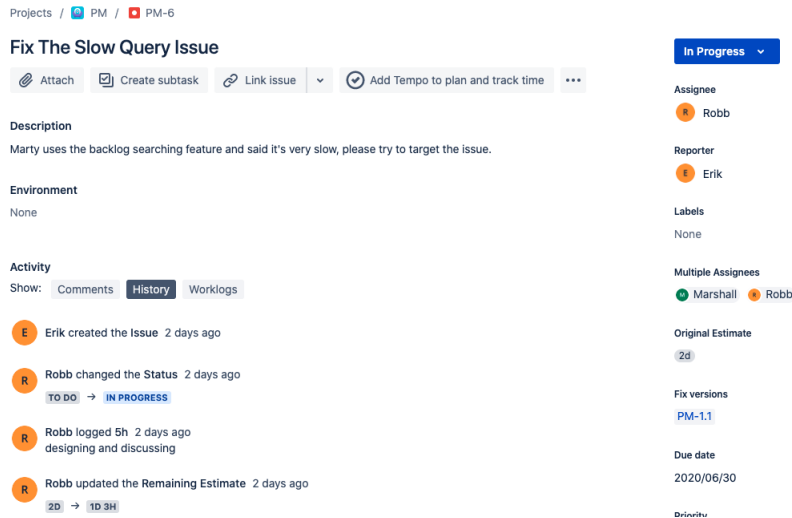 Projects / PM / PM-6
Fix The Slow Query Issue
Attach Create subtask Link issue Add Tempo to plan and track time
Description
Marty uses the backlog searching feature and said it's very slow, please try to target the issue.
Environment
None
Activity
Show: Comments History Worklogs
E Erik created the Issue 2 days ago
R Robb changed the Status 2 days ago
TO DO → IN PROGRESS
R Robb logged 5h 2 days ago
designing and discussing
R Robb updated the Remaining Estimate 2 days ago
2D → 1D 3H
In Progress
Assignee
R Robb
Reporter
E Erik
Labels
None
Multiple Assignees
M Marshall R Robb
Original Estimate
2d
Fix versions
PM-1.1
Due date
2020/06/30
Priority